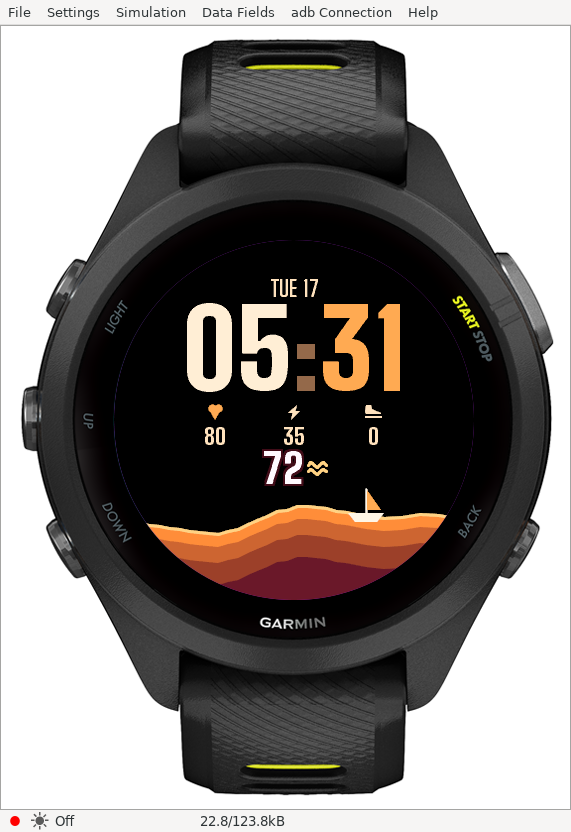 File Settings Simulation Data Fields adb Connection Help
TUE 17
05:31
80 35 0
72
LIGHT
UP
DOWN
START STOP
BACK
GARMIN
Off 22.8/123.8kB